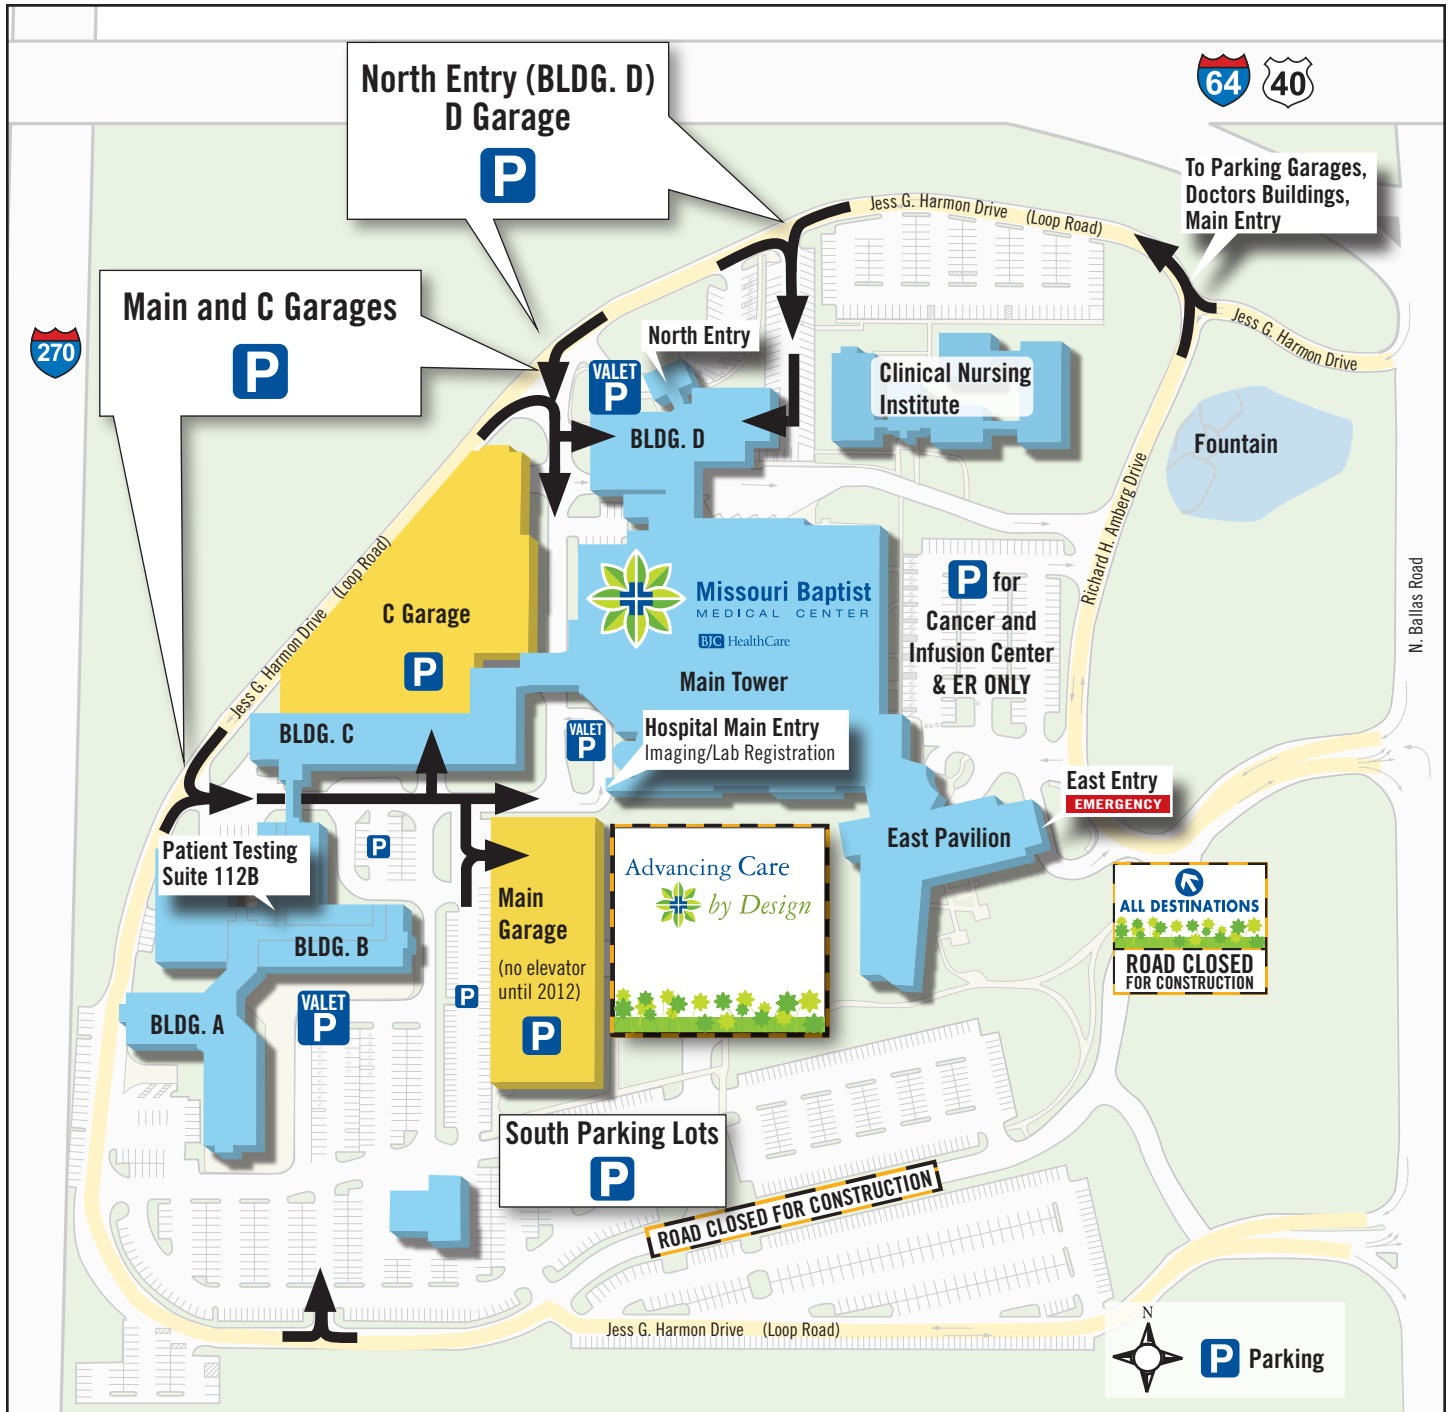 North Entry (BLDG. D)
D Garage
P
64
40
To Parking Garages,
Doctors Buildings,
Main Entry
Jess G. Harmon Drive (Loop Road)
Main and C Garages
P
270
Jess G. Harmon Drive
North Entry
VALET
P
Clinical Nursing
Institute
BLDG. D
Fountain
Richard H. Amberg Drive
N. Ballas Road
Jess G. Harmon Drive (Loop Road)
C Garage
P
Missouri Baptist
MEDICAL CENTER
BJC HealthCare
Main Tower
P for
Cancer and
Infusion Center
& ER ONLY
BLDG. C
VALET
P
Hospital Main Entry
Imaging/Lab Registration
East Entry
EMERGENCY
East Pavilion
Patient Testing
Suite 112B
P
Main
Garage
(no elevator
until 2012)
P
Advancing Care
by Design
ALL DESTINATIONS
ROAD CLOSED
FOR CONSTRUCTION
BLDG. B
P
BLDG. A
VALET
P
South Parking Lots
P
ROAD CLOSED FOR CONSTRUCTION
Jess G. Harmon Drive (Loop Road)
N
P Parking